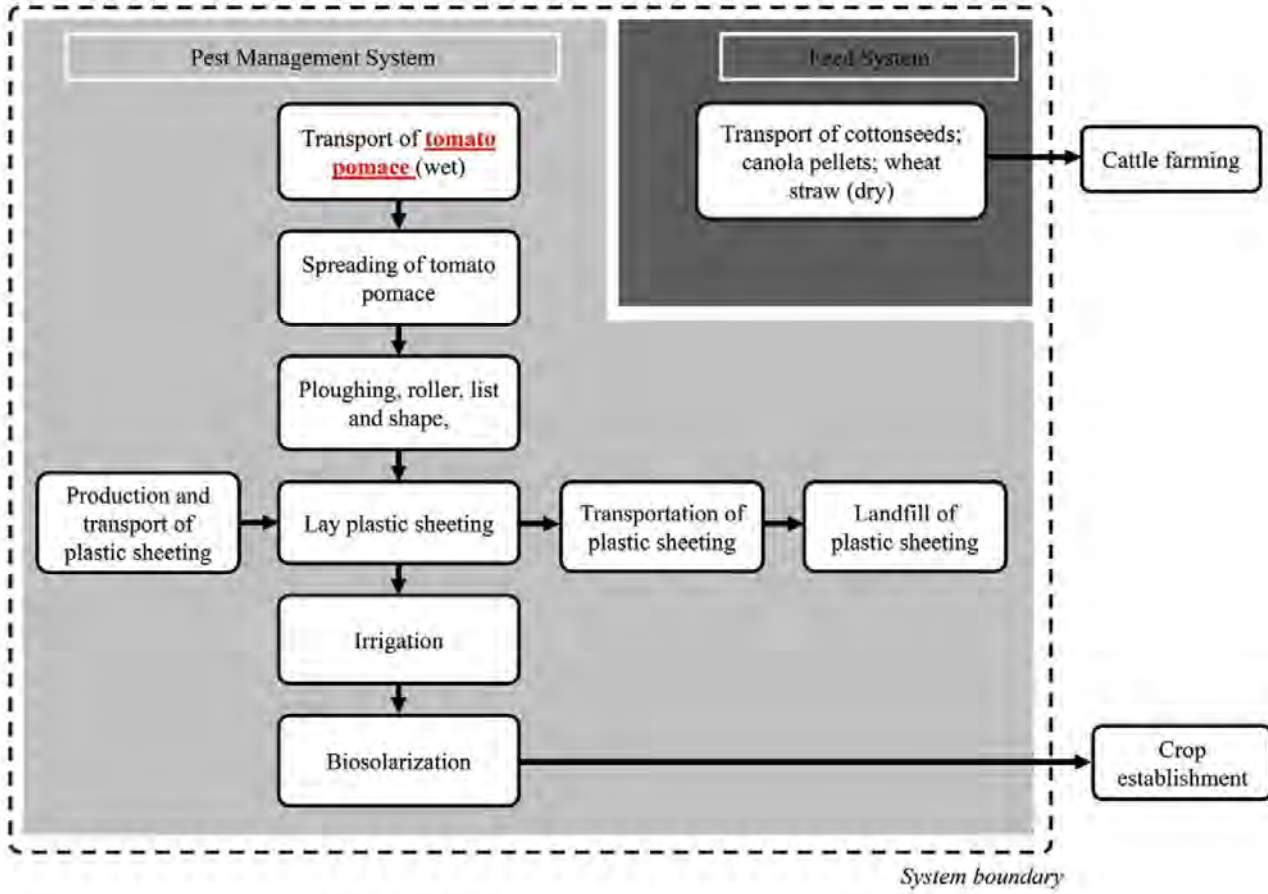 Pest Management System
Feed System
Transport of tomato
pomace (wet)
Transport of cottonseeds;
canola pellets; wheat
straw (dry)
Cattle farming
Spreading of tomato
pomace
Ploughing, roller, list
and shape,
Production and
transport of
plastic sheeting
Lay plastic sheeting
Transportation of
plastic sheeting
Landfill of
plastic sheeting
Irrigation
Biosolarization
Crop
establishment
System boundary